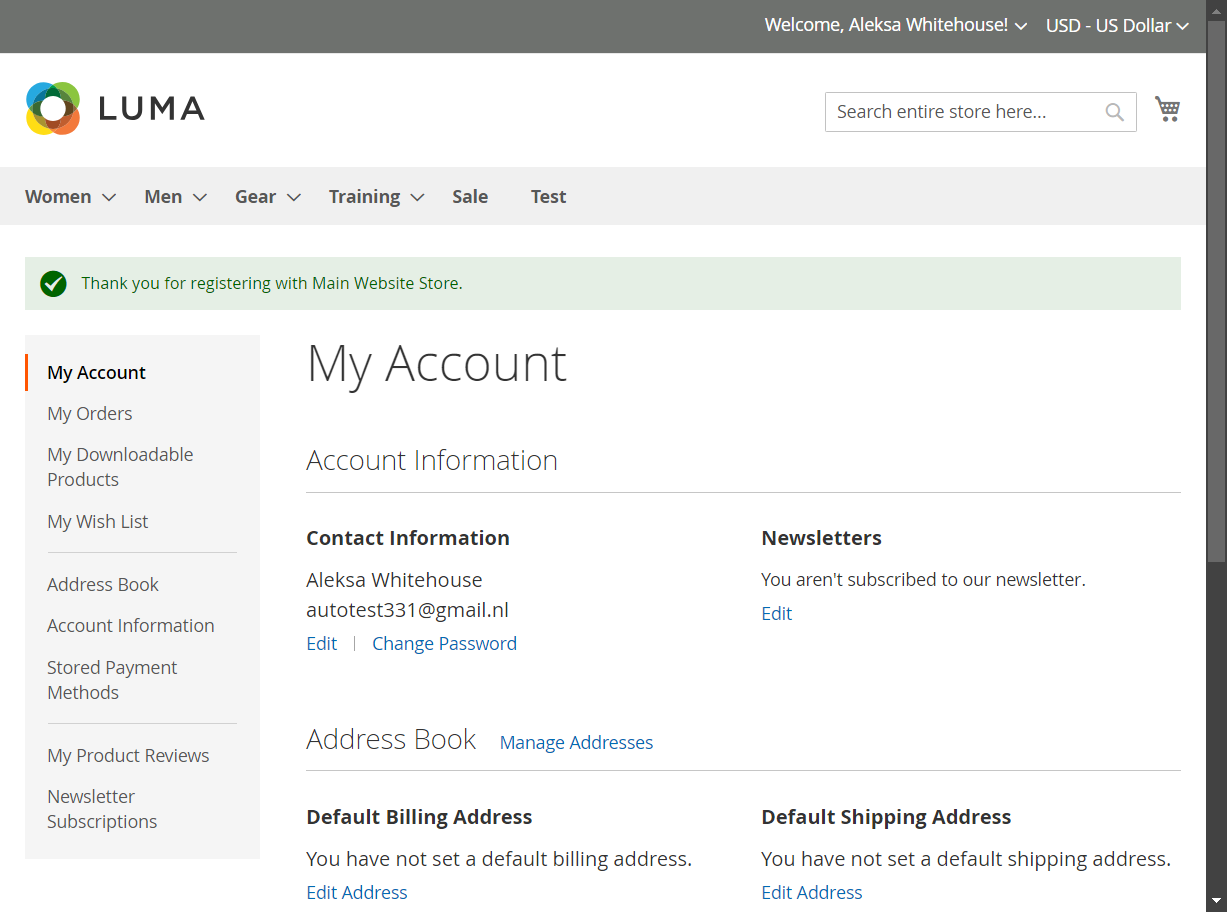 Welcome, Aleksa Whitehouse! USD - US Dollar
LUMA
Search entire store here...
Women Men Gear Training Sale Test
Thank you for registering with Main Website Store.
My Account
My Orders
My Downloadable
Products
My Wish List
Address Book
Account Information
Stored Payment
Methods
My Product Reviews
Newsletter
Subscriptions
My Account
Account Information
Contact Information
Aleksa Whitehouse
autotest331@gmail.nl
Edit | Change Password
Newsletters
You aren't subscribed to our newsletter.
Edit
Address Book Manage Addresses
Default Billing Address
You have not set a default billing address.
Edit Address
Default Shipping Address
You have not set a default shipping address.
Edit Address